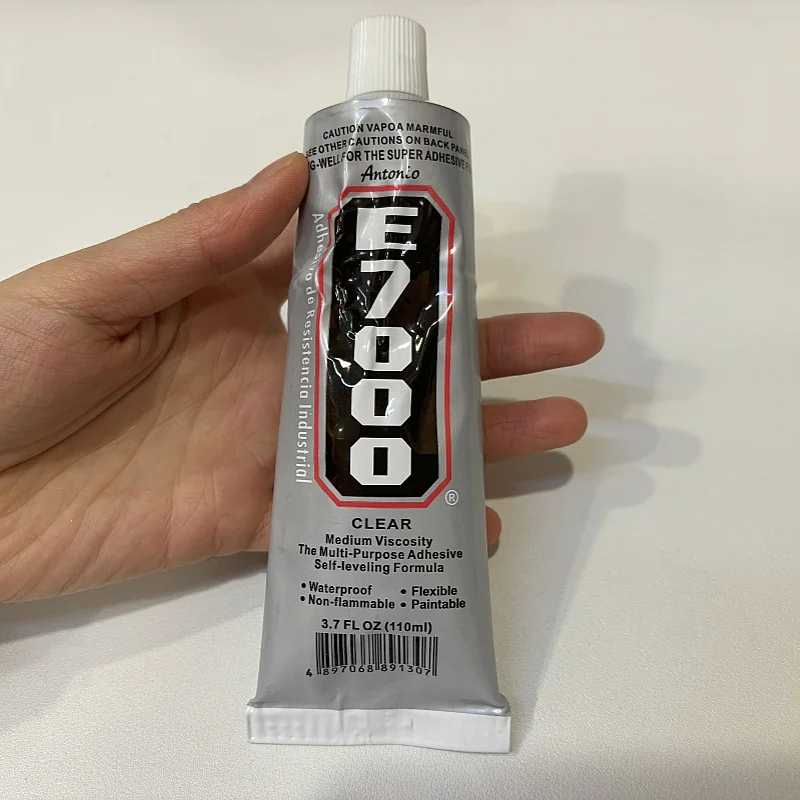 CAUTION VAPOA MARMFUL
SEE OTHER CAUTIONS ON BACK PANE
G-WELL FOR THE SUPER ADHESIVE
Antonio
E7000
Adhesivo de Resistencia Industrial
®
CLEAR
Medium Viscosity
The Multi-Purpose Adhesive
Self-leveling Formula
• Waterproof • Flexible
• Non-flammable • Paintable
3.7 FL OZ (110ml)
4 897068 891307